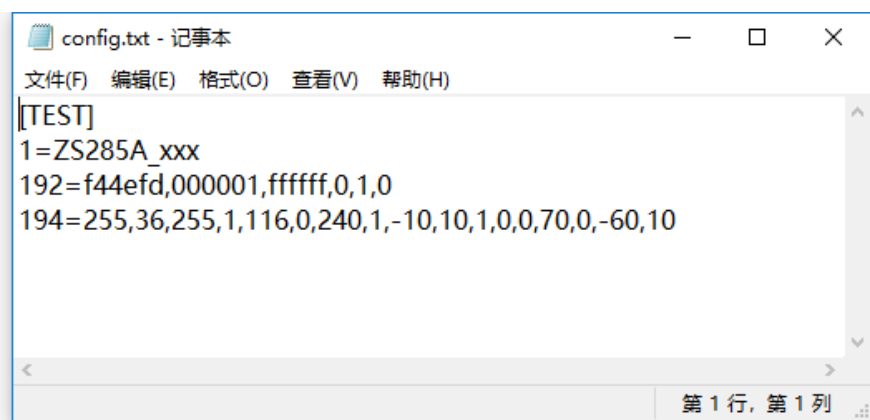 config.txt - 记事本
文件(F) 编辑(E) 格式(O) 查看(V) 帮助(H)
[TEST]
1=ZS285A_xxx
192=f44efd,000001,ffffff,0,1,0
194=255,36,255,1,116,0,240,1,-10,10,1,0,0,70,0,-60,10
第 1 行, 第 1 列